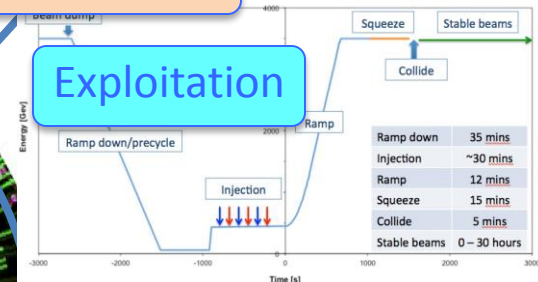 Beam dump
4000
Squeeze
Stable beams
Exploitation
Collide
Energy [Gev]
2000
Ramp
Ramp down/precycle
Ramp down 35 mins
Injection ~30 mins
Ramp 12 mins
Squeeze 15 mins
Collide 5 mins
Stable beams 0 – 30 hours
Injection
0
-3000 -2000 -1000 0 1000 2000 3000
Time [s]